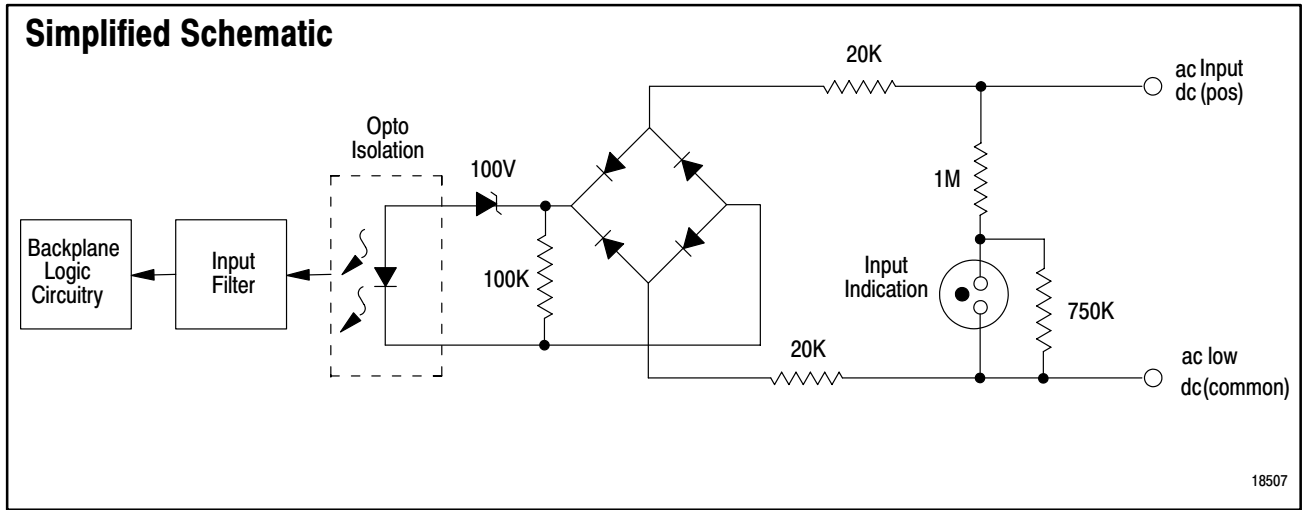 Simplified Schematic
20K
ac Input
dc (pos)
Opto
Isolation
100V
1M
Backplane
Logic
Circuitry
Input
Filter
100K
Input
Indication
750K
20K
ac low
dc(common)
18507